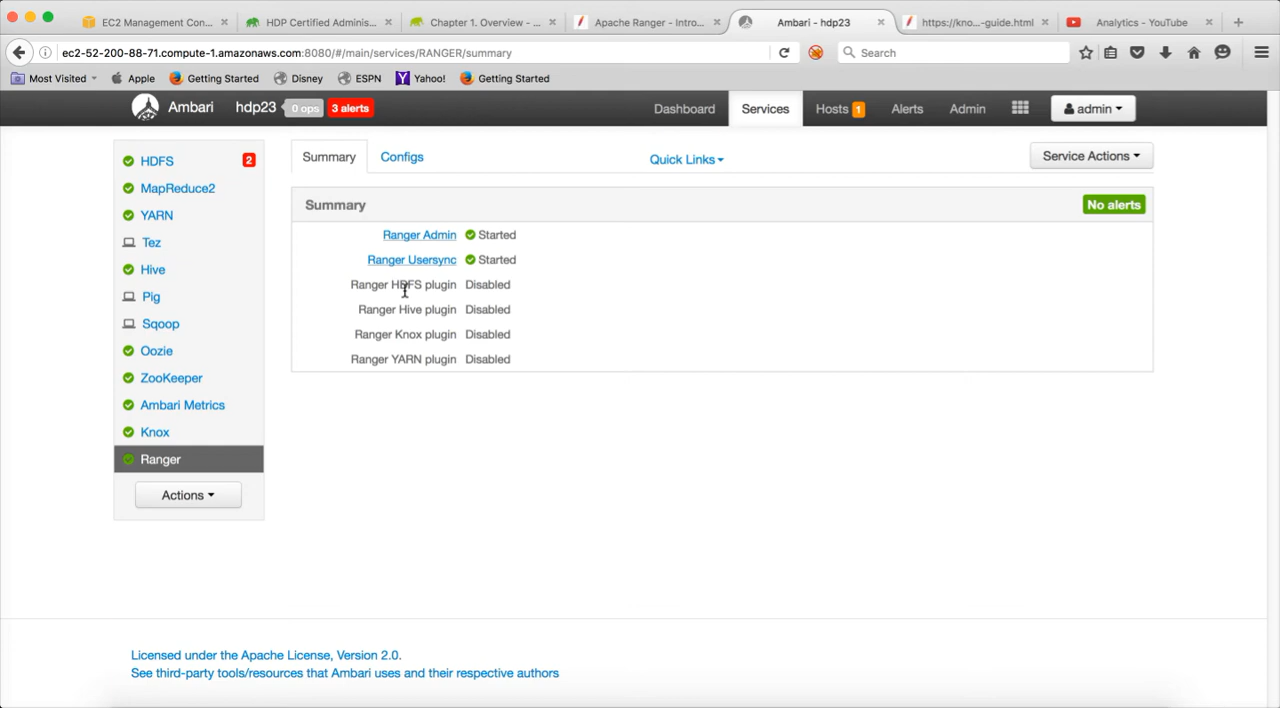 EC2 Management Con...
HDP Certified Adminis...
Chapter 1. Overview - ...
Apache Ranger - Intro...
Ambari - hdp23
https://kno...-guide.html
Analytics - YouTube
ec2-52-200-88-71.compute-1.amazonaws.com:8080/#/main/services/RANGER/summary
Search
Most Visited
Apple
Getting Started
Disney
ESPN
Yahoo!
Getting Started
Ambari
hdp23
0 ops
3 alerts
Dashboard
Services
Hosts 1
Alerts
Admin
admin
HDFS 2
MapReduce2
YARN
Tez
Hive
Pig
Sqoop
Oozie
ZooKeeper
Ambari Metrics
Knox
Ranger
Actions
Summary
Configs
Quick Links
Service Actions
Summary
No alerts
Ranger Admin Started
Ranger Usersync Started
Ranger HDFS plugin Disabled
Ranger Hive plugin Disabled
Ranger Knox plugin Disabled
Ranger YARN plugin Disabled
Licensed under the Apache License, Version 2.0.
See third-party tools/resources that Ambari uses and their respective authors